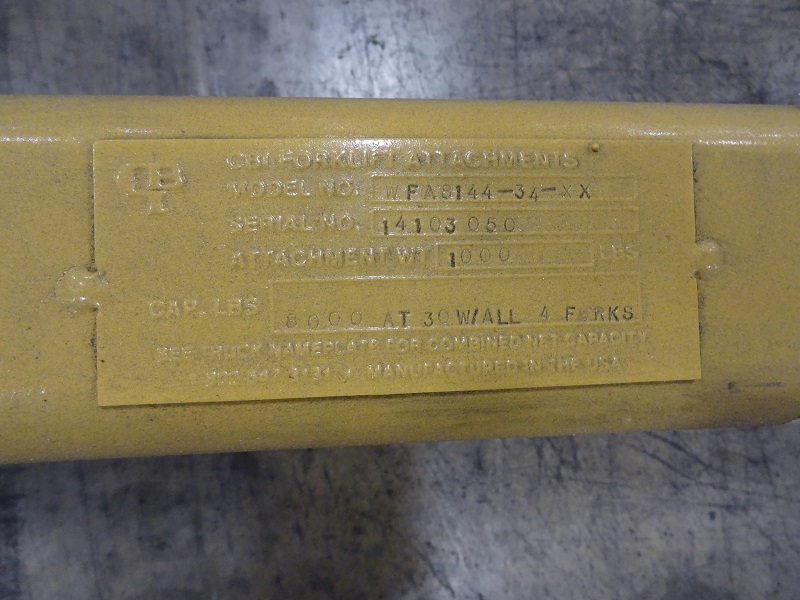 CBI FORKLIFT ATTACHMENTS
MODEL NO. WFA8144-34-XX
SERIAL NO. 14103050
ATTACHMENT WT 1000 LBS
CAP. LBS 8000 AT 30 W/ALL 4 FORKS
SEE TRUCK NAMEPLATE FOR COMBINED NET CAPACITY
MANUFACTURED IN THE USA